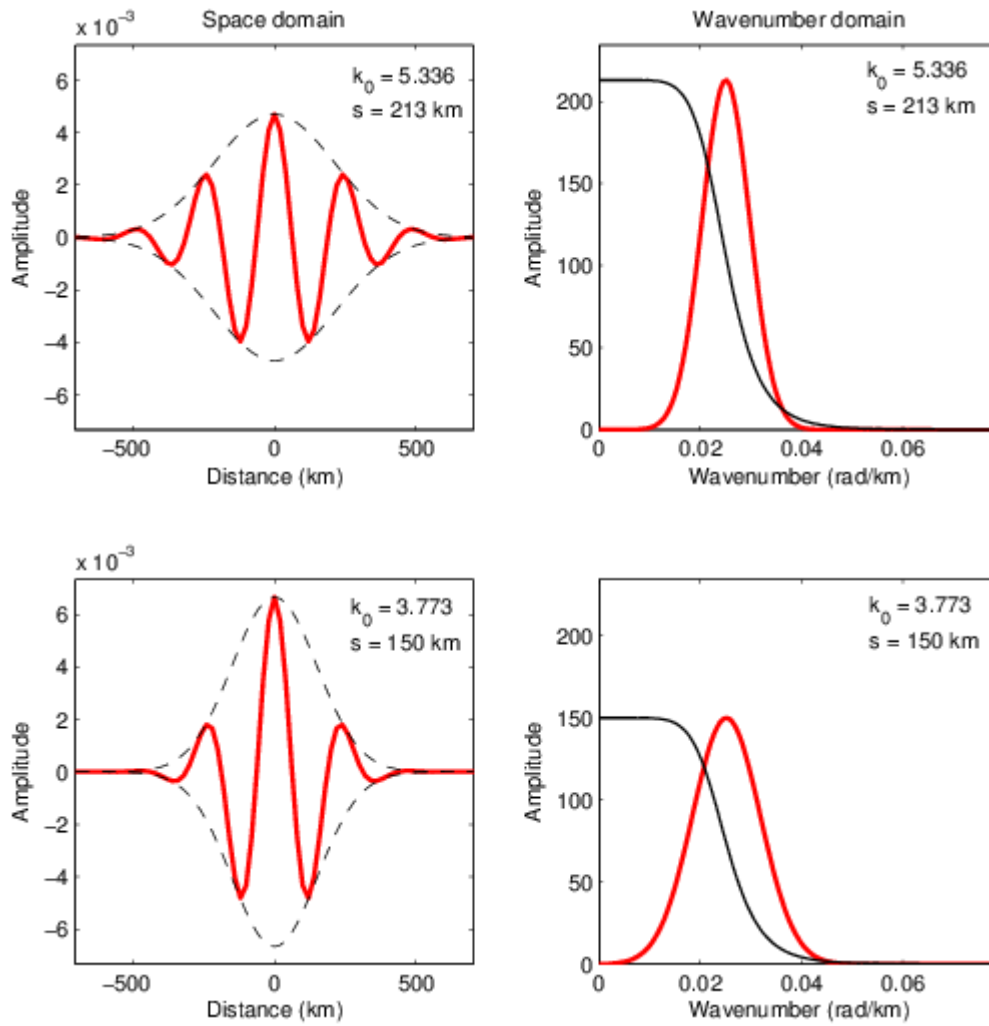 Space domain
x 10⁻³
6
4
2
0
−2
−4
−6
Amplitude
k₀ = 5.336
s = 213 km
−500
0
500
Distance (km)
Wavenumber domain
200
150
100
50
0
Amplitude
k₀ = 5.336
s = 213 km
0
0.02
0.04
0.06
Wavenumber (rad/km)
x 10⁻³
6
4
2
0
−2
−4
−6
Amplitude
k₀ = 3.773
s = 150 km
−500
0
500
Distance (km)
200
150
100
50
0
Amplitude
k₀ = 3.773
s = 150 km
0
0.02
0.04
0.06
Wavenumber (rad/km)